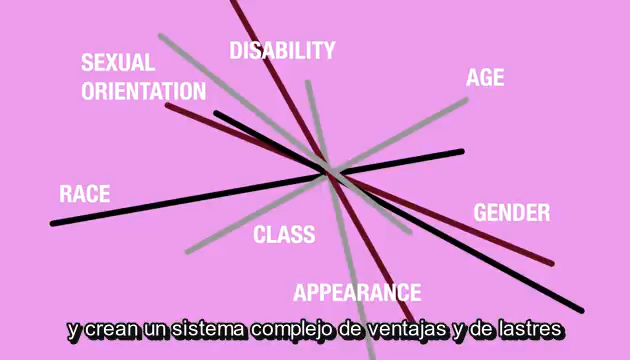 DISABILITY
SEXUAL
ORIENTATION
AGE
RACE
GENDER
CLASS
APPEARANCE
y crean un sistema complejo de ventajas y de lastres